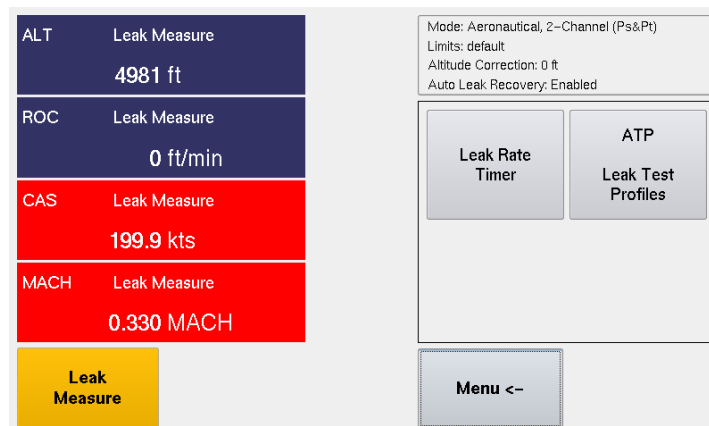 ALT Leak Measure
4981 ft
ROC Leak Measure
0 ft/min
CAS Leak Measure
199.9 kts
MACH Leak Measure
0.330 MACH
Leak
Measure
Mode: Aeronautical, 2-Channel (Ps&Pt)
Limits: default
Altitude Correction: 0 ft
Auto Leak Recovery: Enabled
Leak Rate
Timer
ATP
Leak Test
Profiles
Menu <-